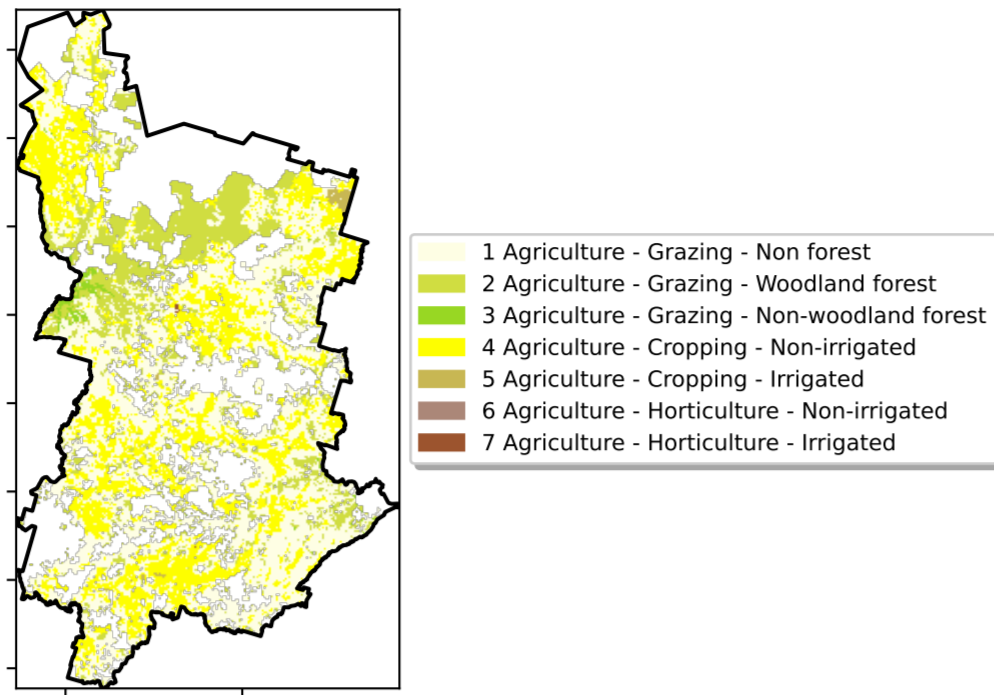 1 Agriculture - Grazing - Non forest
2 Agriculture - Grazing - Woodland forest
3 Agriculture - Grazing - Non-woodland forest
4 Agriculture - Cropping - Non-irrigated
5 Agriculture - Cropping - Irrigated
6 Agriculture - Horticulture - Non-irrigated
7 Agriculture - Horticulture - Irrigated